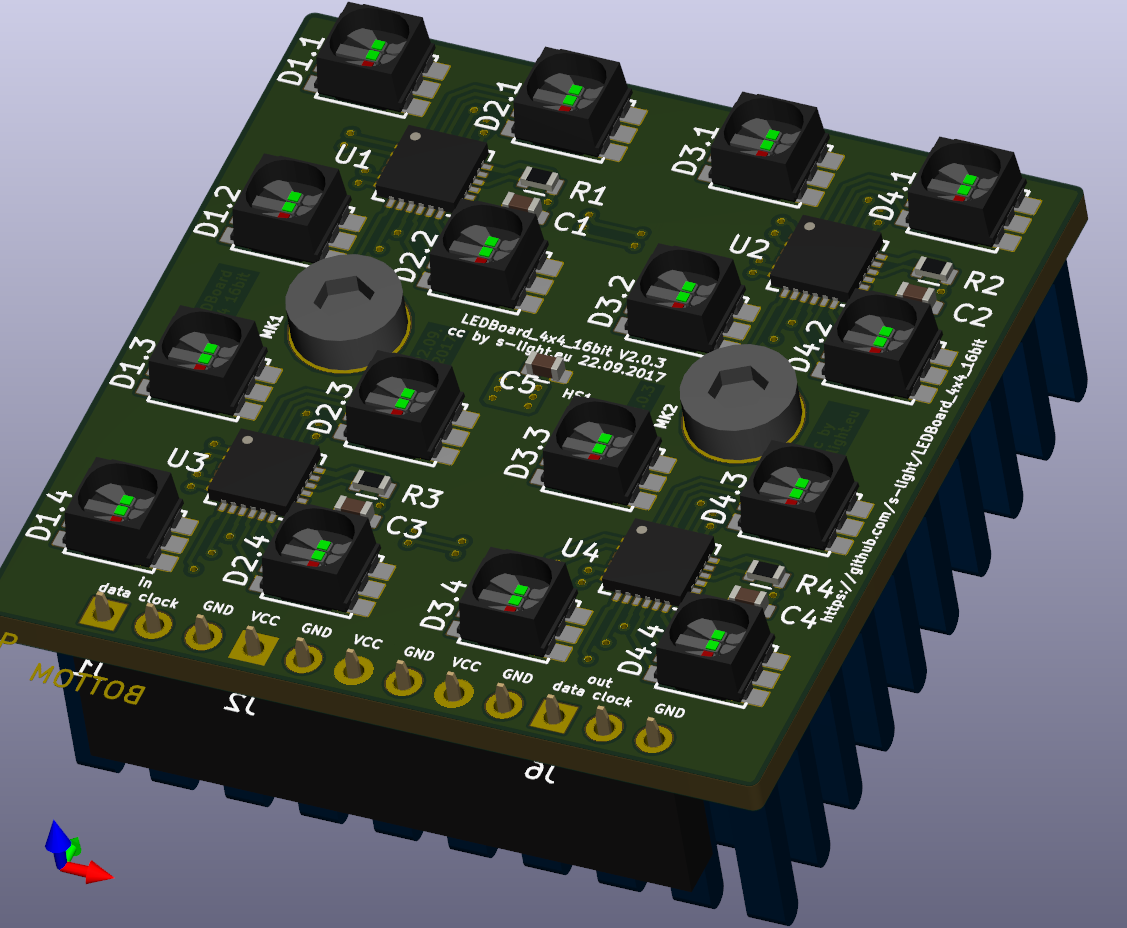 D1.1
D2.1
D3.1
D4.1
U1
R1
C1
D1.2
D2.2
U2
R2
C2
D3.2
D4.2
MK1
LEDBoard_4x4_16bit V2.0.3
cc by s-light.eu 22.09.2017
C5
MK2
D1.3
D2.3
D3.3
D4.3
https://github.com/s-light/LEDBoard_4x4_16bit
U3
R3
C3
D1.4
D2.4
U4
R4
C4
D3.4
D4.4
in
data clock
GND
VCC
GND
VCC
GND
VCC
GND
out
data clock
GND
BOTTOM
J1
J2
J6